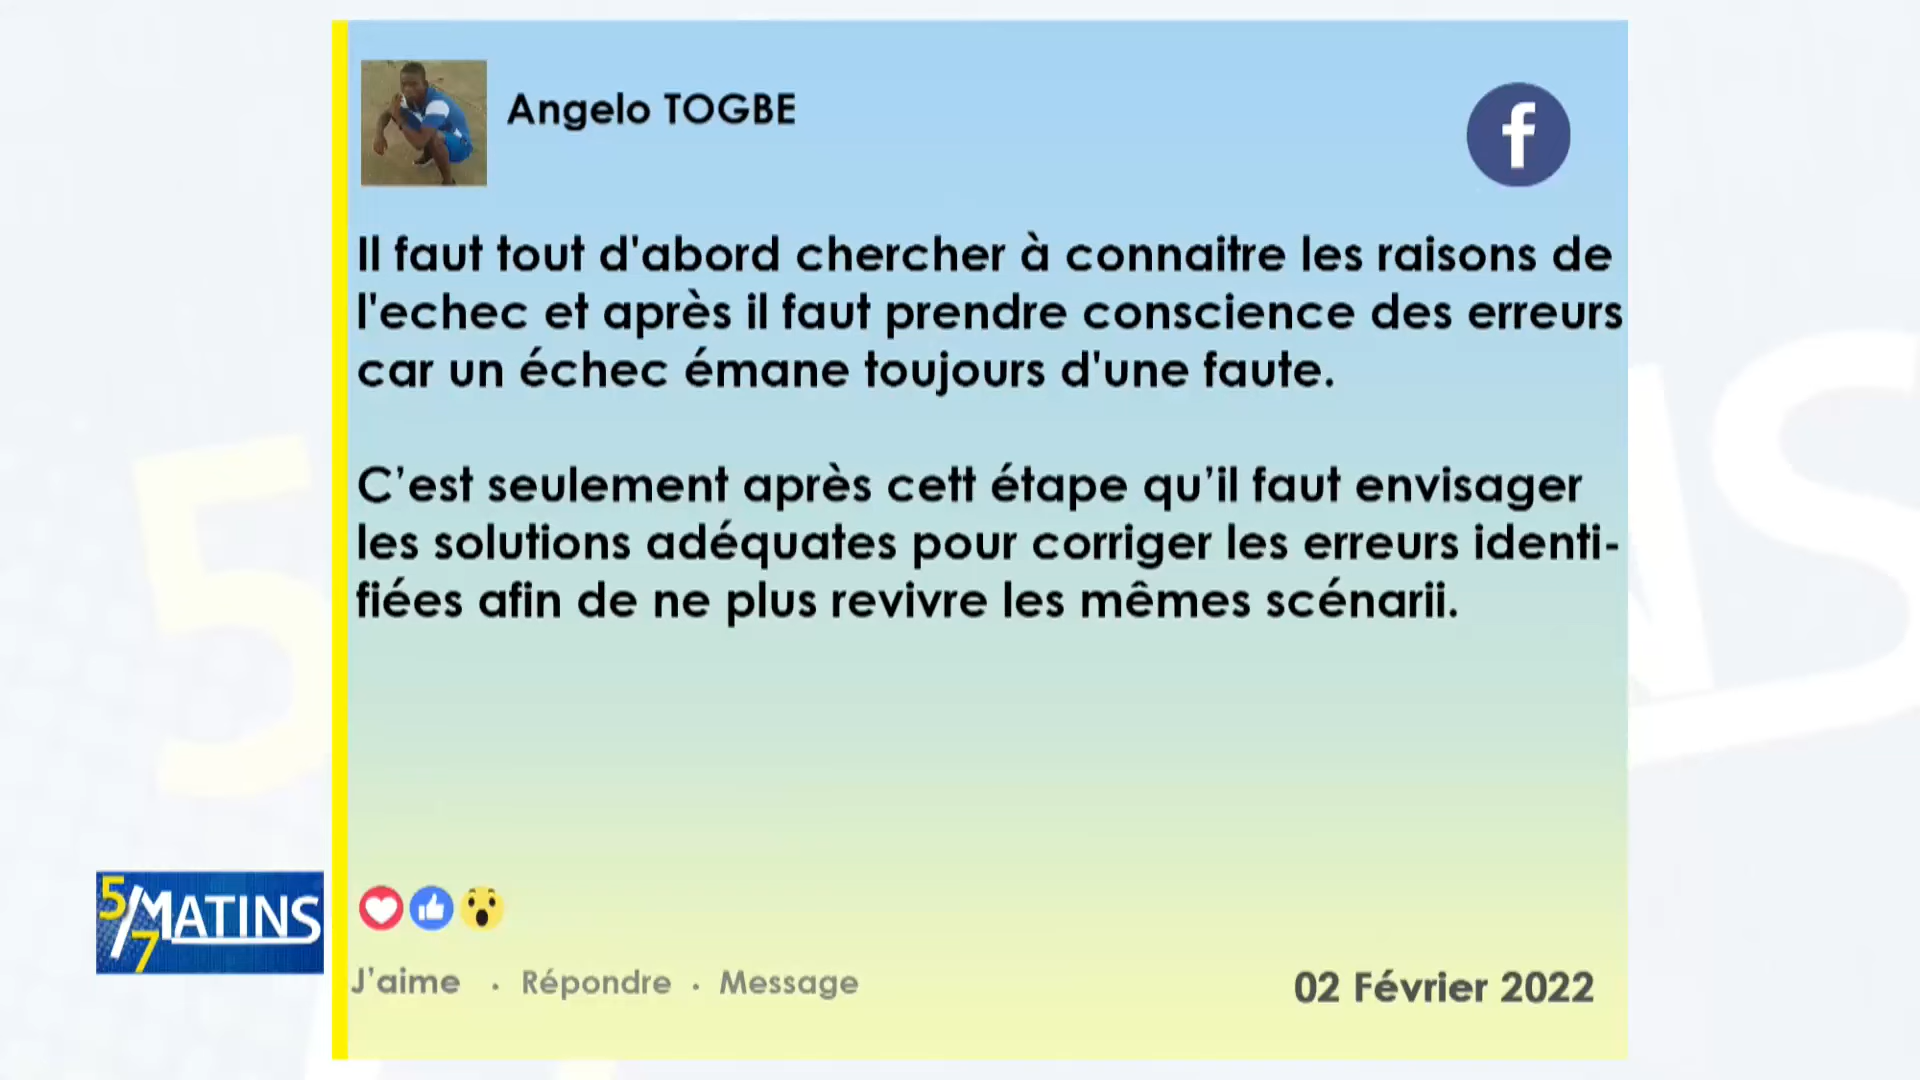 Angelo TOGBE
f
Il faut tout d'abord chercher à connaitre les raisons de
l'echec et après il faut prendre conscience des erreurs
car un échec émane toujours d'une faute.
C’est seulement après cett étape qu’il faut envisager
les solutions adéquates pour corriger les erreurs identi-
fiées afin de ne plus revivre les mêmes scénarii.
5/7 MATINS
J’aime · Répondre · Message
02 Février 2022